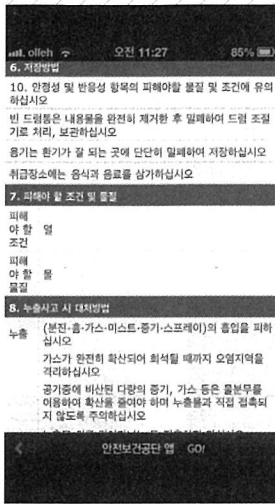 ull. olleh 오전 11:27 85%
6. 저장방법
10. 안정성 및 반응성 항목의 피해야할 물질 및 조건에 유의
하십시오
빈 드럼통은 내용물을 완전히 제거한 후 밀폐하여 드럼 조절
기로 처리, 보관하십시오
용기는 환기가 잘 되는 곳에 단단히 밀폐하여 저장하십시오
취급장소에는 음식과 음료를 삼가하십시오
7. 피해야 할 조건 및 물질
피해
야 할 열
조건
피해
야 할 물
물질
8. 누출사고 시 대처방법
누출 (분진·흄·가스·미스트·증기·스프레이)의 흡입을 피하
십시오
가스가 완전히 확산되어 희석될 때까지 오염지역을
격리하십시오
공기중에 비산된 다량의 증기, 가스 등은 물분무를
이용하여 확산을 줄여야 하며 누출물과 직접 접촉되
지 않도록 주의하십시오
안전보건공단 앱 GO!